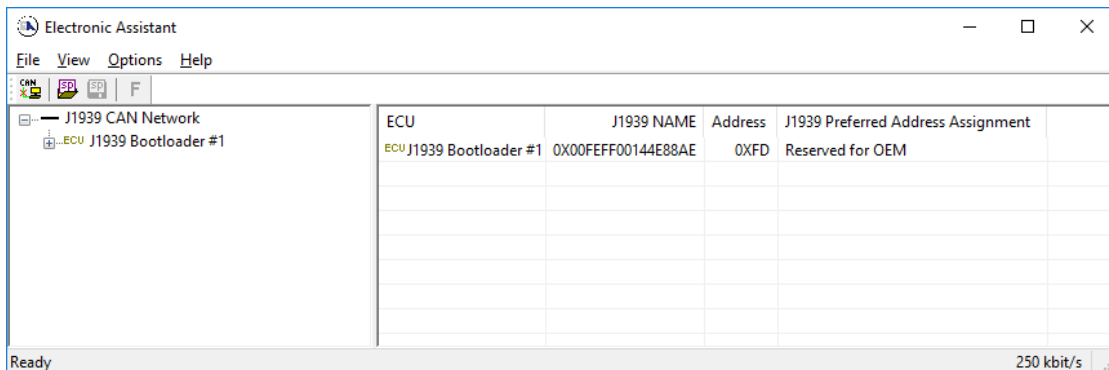 Electronic Assistant
File View Options Help
CAN SP SP F
J1939 CAN Network
ECU J1939 Bootloader #1
ECU J1939 NAME Address J1939 Preferred Address Assignment
ECU J1939 Bootloader #1 0X00FEFF00144E88AE 0XFD Reserved for OEM
Ready 250 kbit/s